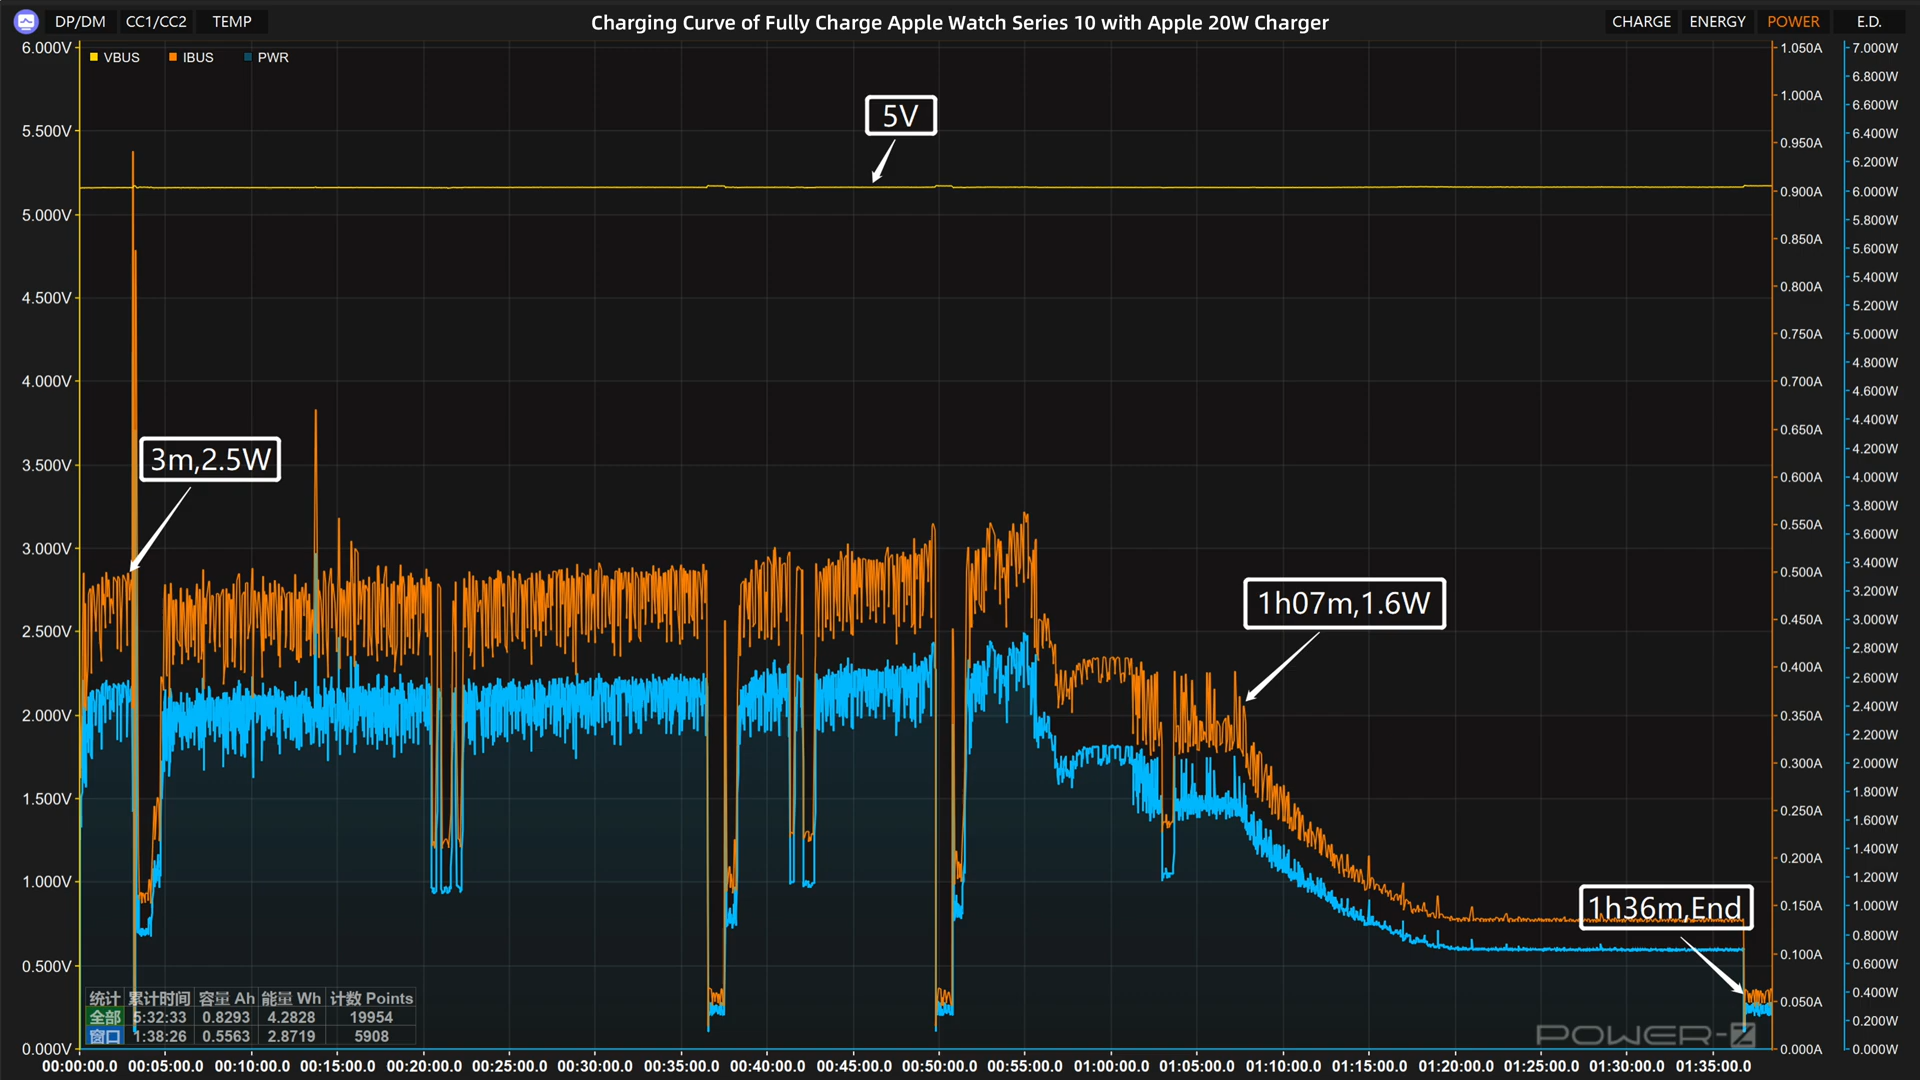 DP/DM CC1/CC2 TEMP Charging Curve of Fully Charge Apple Watch Series 10 with Apple 20W Charger CHARGE ENERGY POWER E.D.
VBUS IBUS PWR
6.000V
5.500V
5.000V
4.500V
4.000V
3.500V
3.000V
2.500V
2.000V
1.500V
1.000V
0.500V
0.000V
5V
3m,2.5W
1h07m,1.6W
1h36m,End
1.050A
1.000A
0.950A
0.900A
0.850A
0.800A
0.750A
0.700A
0.650A
0.600A
0.550A
0.500A
0.450A
0.400A
0.350A
0.300A
0.250A
0.200A
0.150A
0.100A
0.050A
0.000A
7.000W
6.800W
6.600W
6.400W
6.200W
6.000W
5.800W
5.600W
5.400W
5.200W
5.000W
4.800W
4.600W
4.400W
4.200W
4.000W
3.800W
3.600W
3.400W
3.200W
3.000W
2.800W
2.600W
2.400W
2.200W
2.000W
1.800W
1.600W
1.400W
1.200W
1.000W
0.800W
0.600W
0.400W
0.200W
0.000W
统计 累计时间 容量 Ah 能量 Wh 计数 Points
全部 5:32:33 0.8293 4.2828 19954
窗口 1:38:26 0.5563 2.8719 5908
POWER-Z
00:00:00.0 00:05:00.0 00:10:00.0 00:15:00.0 00:20:00.0 00:25:00.0 00:30:00.0 00:35:00.0 00:40:00.0 00:45:00.0 00:50:00.0 00:55:00.0 01:00:00.0 01:05:00.0 01:10:00.0 01:15:00.0 01:20:00.0 01:25:00.0 01:30:00.0 01:35:00.0